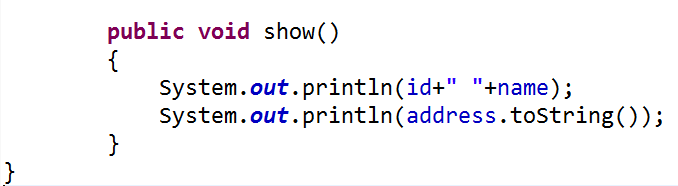 public void show()
{
System.out.println(id+" "+name);
System.out.println(address.toString());
}
}